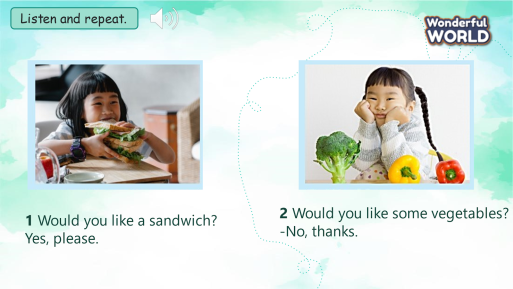 Listen and repeat.
Wonderful
WORLD
1 Would you like a sandwich?
Yes, please.
2 Would you like some vegetables?
-No, thanks.